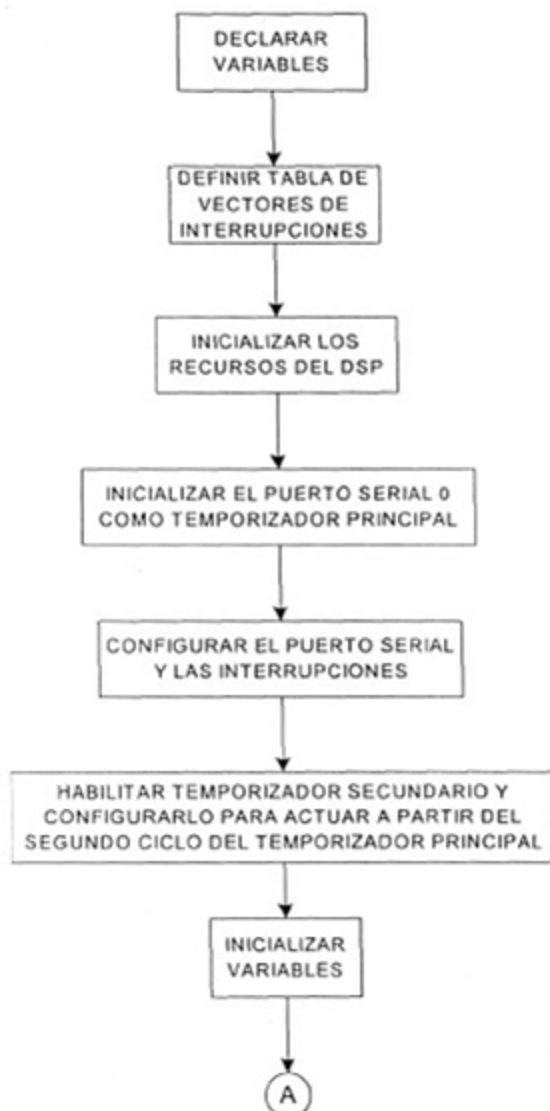 DECLARAR
VARIABLES
DEFINIR TABLA DE
VECTORES DE
INTERRUPCIONES
INICIALIZAR LOS
RECURSOS DEL DSP
INICIALIZAR EL PUERTO SERIAL 0
COMO TEMPORIZADOR PRINCIPAL
CONFIGURAR EL PUERTO SERIAL
Y LAS INTERRUPCIONES
HABILITAR TEMPORIZADOR SECUNDARIO Y
CONFIGURARLO PARA ACTUAR A PARTIR DEL
SEGUNDO CICLO DEL TEMPORIZADOR PRINCIPAL
INICIALIZAR
VARIABLES
A